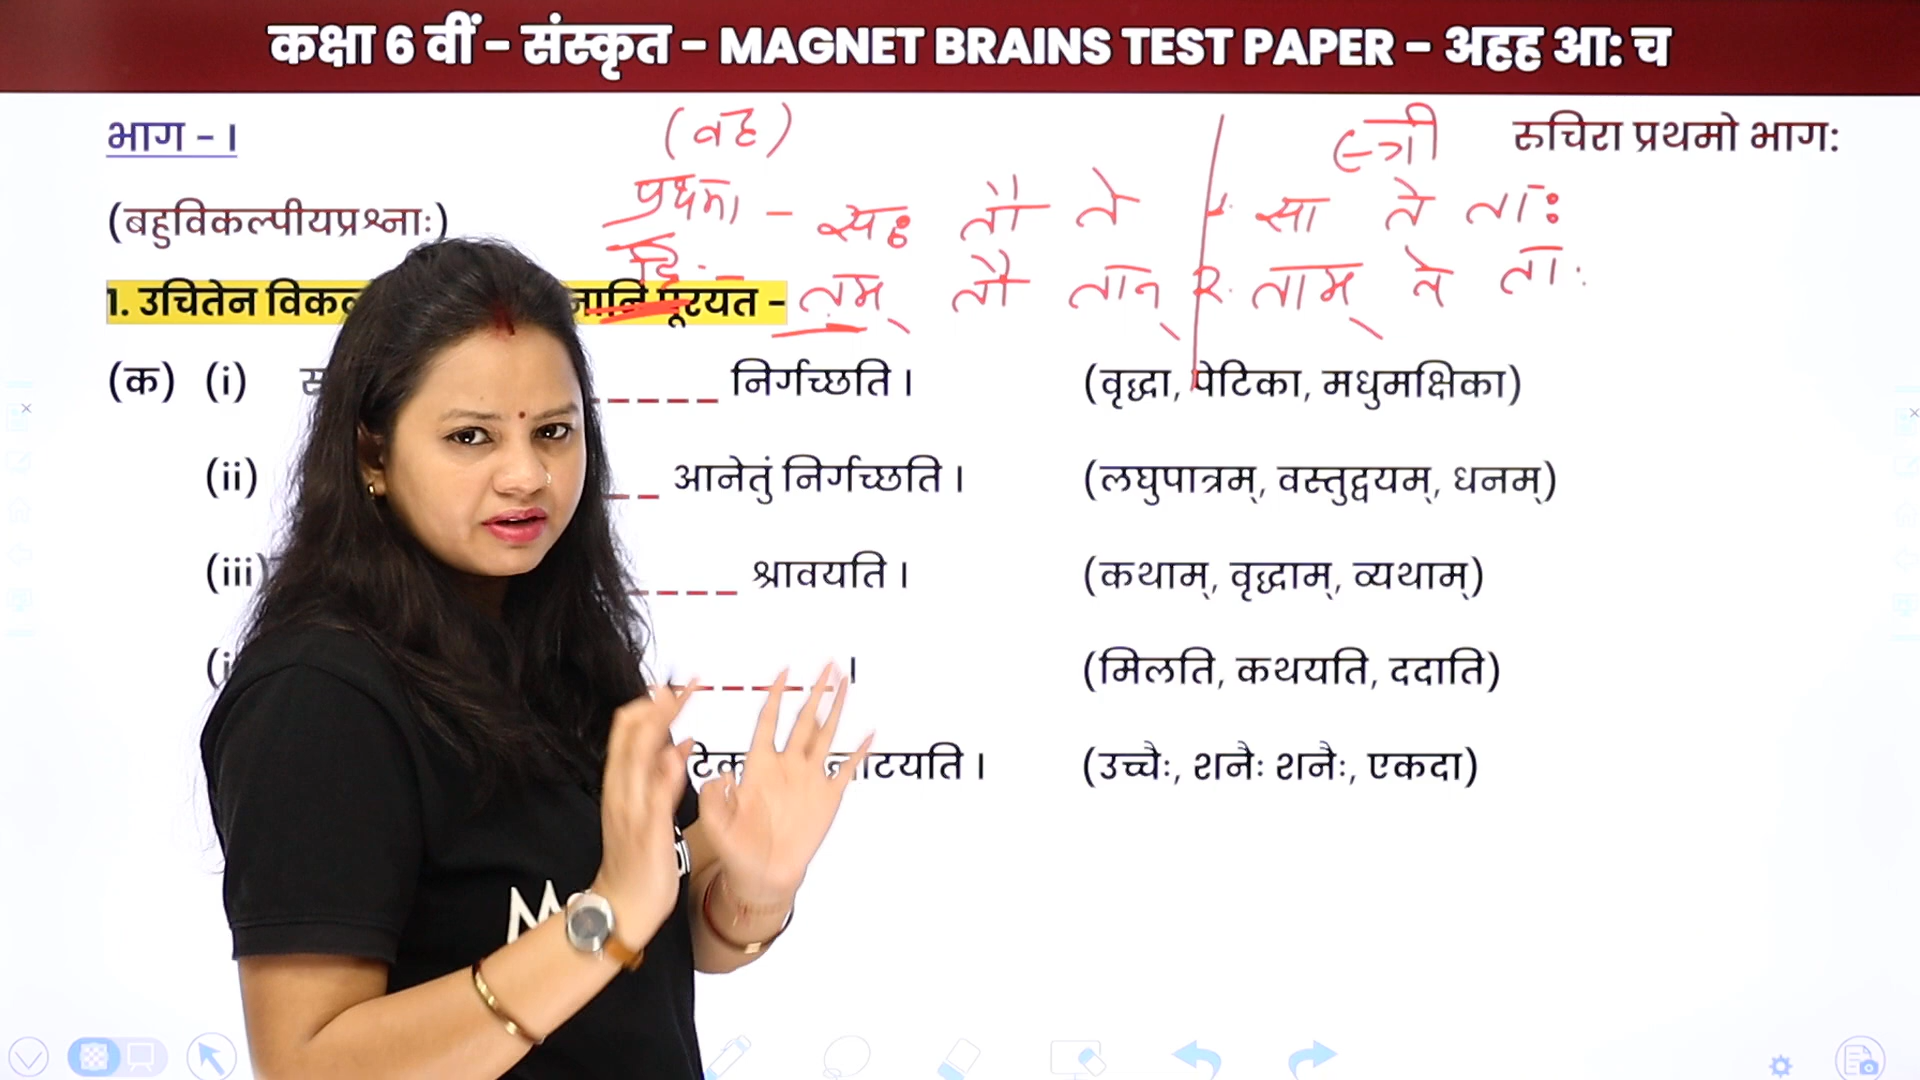 कक्षा 6 वीं - संस्कृत - MAGNET BRAINS TEST PAPER - अहह आ: च
भाग - I
(वह)
स्त्री
रुचिरा प्रथमो भाग:
(बहुविकल्पीयप्रश्नाः)
प्रथमा - सः तौ ते
1. सा ते ताः
द्वि. - तम् तौ तान्
2. ताम् ते ताः
1. उचितेन पूरयत -
(क) (i) निर्गच्छति । (वृद्धा, पेटिका, मधुमक्षिका)
(ii) आनेतुं निर्गच्छति । (लघुपात्रम्, वस्तुद्वयम्, धनम्)
(iii) श्रावयति । (कथाम्, वृद्धाम्, व्यथाम्)
। (मिलति, कथयति, ददाति)
(उच्चैः, शनैः शनैः, एकदा)